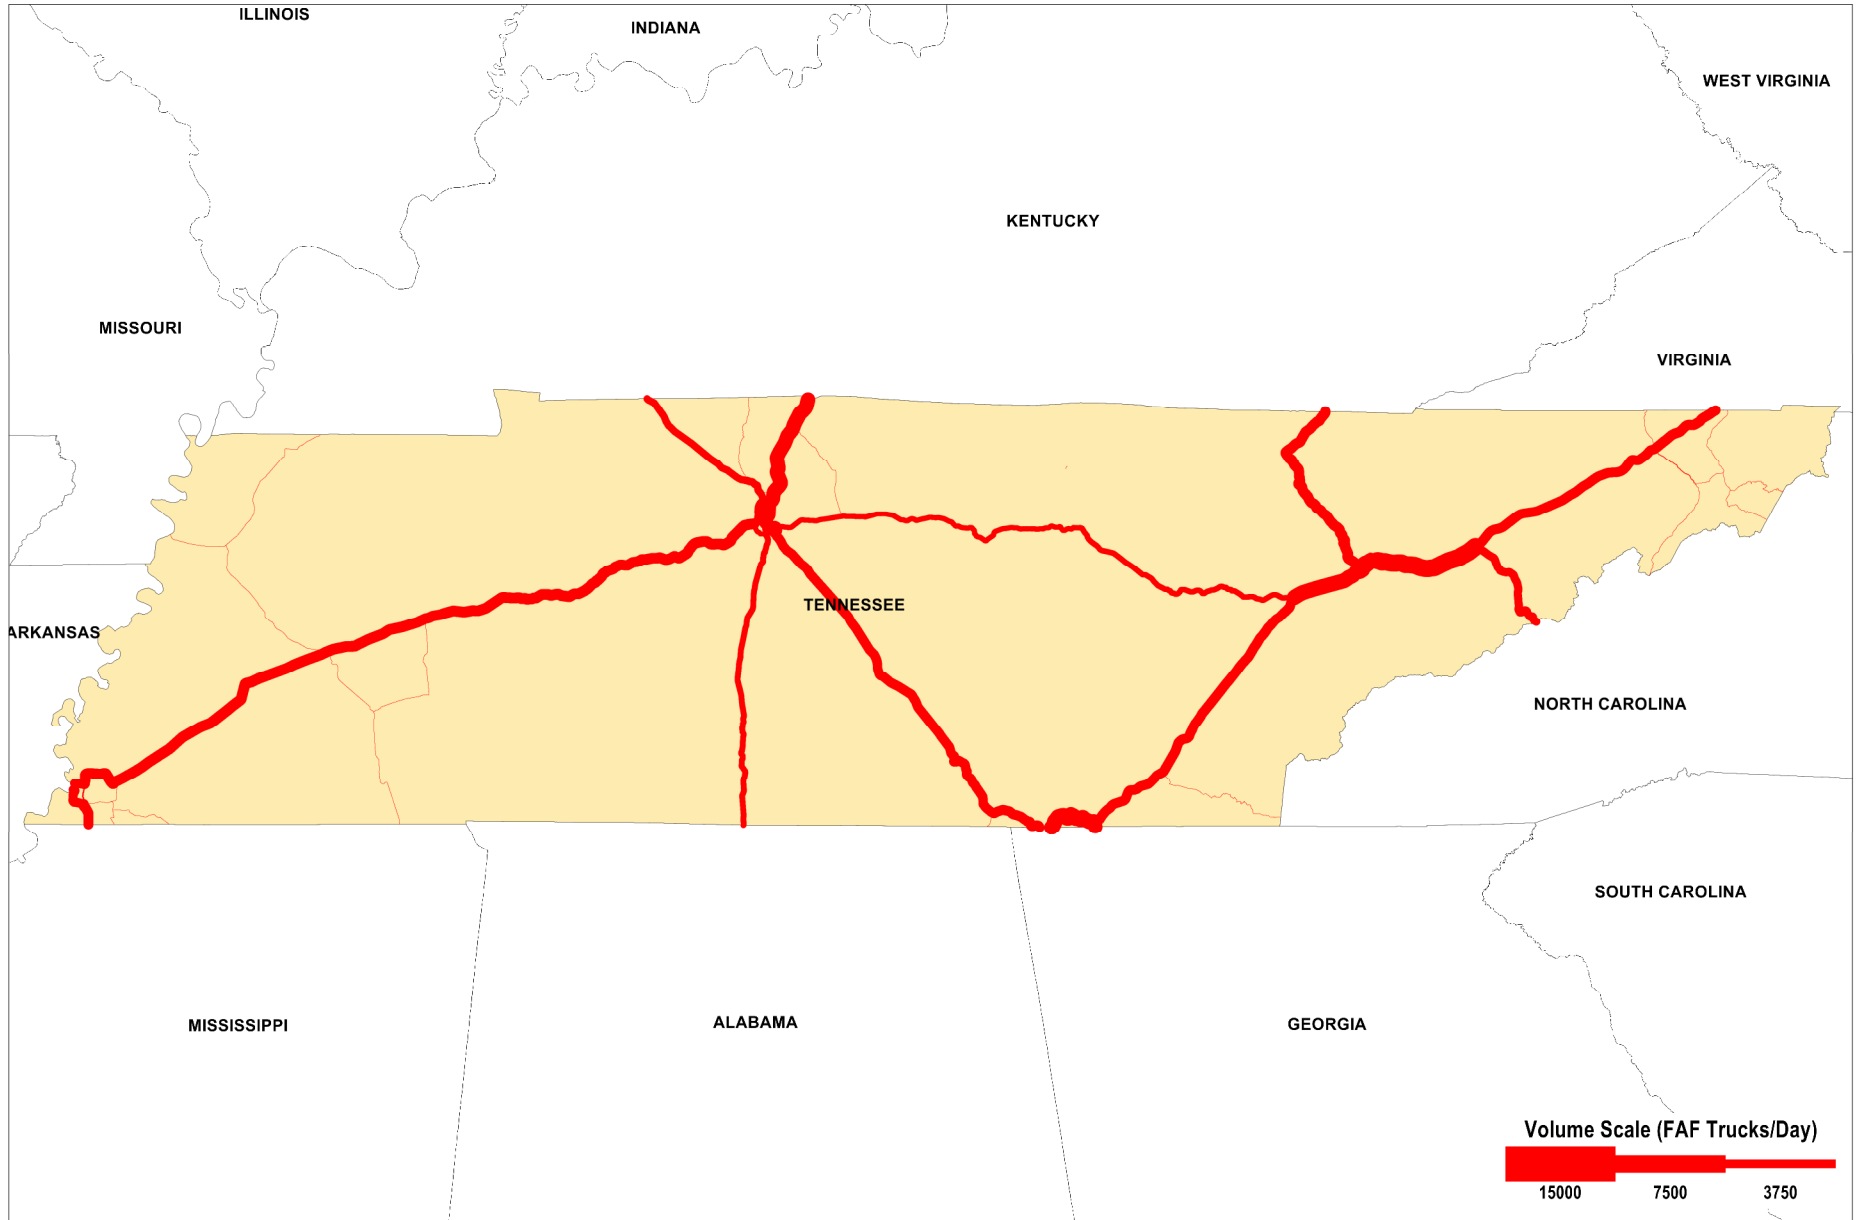 ILLINOIS
INDIANA
WEST VIRGINIA
KENTUCKY
MISSOURI
VIRGINIA
TENNESSEE
ARKANSAS
NORTH CAROLINA
SOUTH CAROLINA
MISSISSIPPI
ALABAMA
GEORGIA
Volume Scale (FAF Trucks/Day)
15000 7500 3750